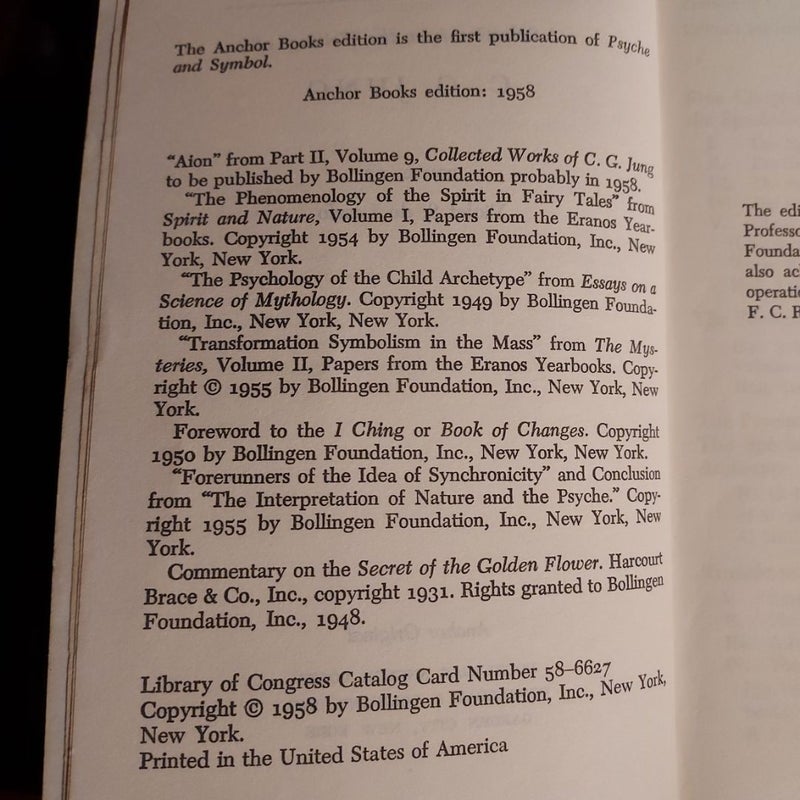 The Anchor Books edition is the first publication of Psyche
and Symbol.
Anchor Books edition: 1958
“Aion” from Part II, Volume 9, Collected Works of C. G. Jung
to be published by Bollingen Foundation probably in 1958.
“The Phenomenology of the Spirit in Fairy Tales” from
Spirit and Nature, Volume I, Papers from the Eranos Year-
books. Copyright 1954 by Bollingen Foundation, Inc., New
York, New York.
“The Psychology of the Child Archetype” from Essays on a
Science of Mythology. Copyright 1949 by Bollingen Founda-
tion, Inc., New York, New York.
“Transformation Symbolism in the Mass” from The Mys-
teries, Volume II, Papers from the Eranos Yearbooks. Copy-
right © 1955 by Bollingen Foundation, Inc., New York, New
York.
Foreword to the I Ching or Book of Changes. Copyright
1950 by Bollingen Foundation, Inc., New York, New York.
“Forerunners of the Idea of Synchronicity” and Conclusion
from “The Interpretation of Nature and the Psyche.” Copy-
right 1955 by Bollingen Foundation, Inc., New York, New
York.
Commentary on the Secret of the Golden Flower. Harcourt
Brace & Co., Inc., copyright 1931. Rights granted to Bollingen
Foundation, Inc., 1948.
Library of Congress Catalog Card Number 58–6627
Copyright © 1958 by Bollingen Foundation, Inc., New York,
New York.
Printed in the United States of America
The edi
Professo
Founda
also ac
operati
F. C.